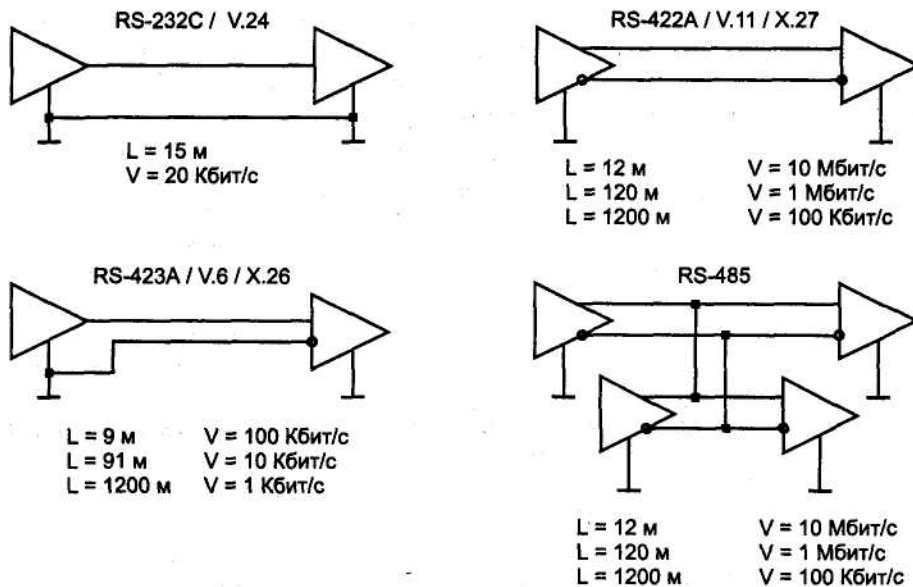 RS-232C / V.24
L = 15 м
V = 20 Кбит/с
RS-422A / V.11 / X.27
L = 12 м V = 10 Мбит/с
L = 120 м V = 1 Мбит/с
L = 1200 м V = 100 Кбит/с
RS-423A / V.6 / X.26
L = 9 м V = 100 Кбит/с
L = 91 м V = 10 Кбит/с
L = 1200 м V = 1 Кбит/с
RS-485
L = 12 м V = 10 Мбит/с
L = 120 м V = 1 Мбит/с
L = 1200 м V = 100 Кбит/с